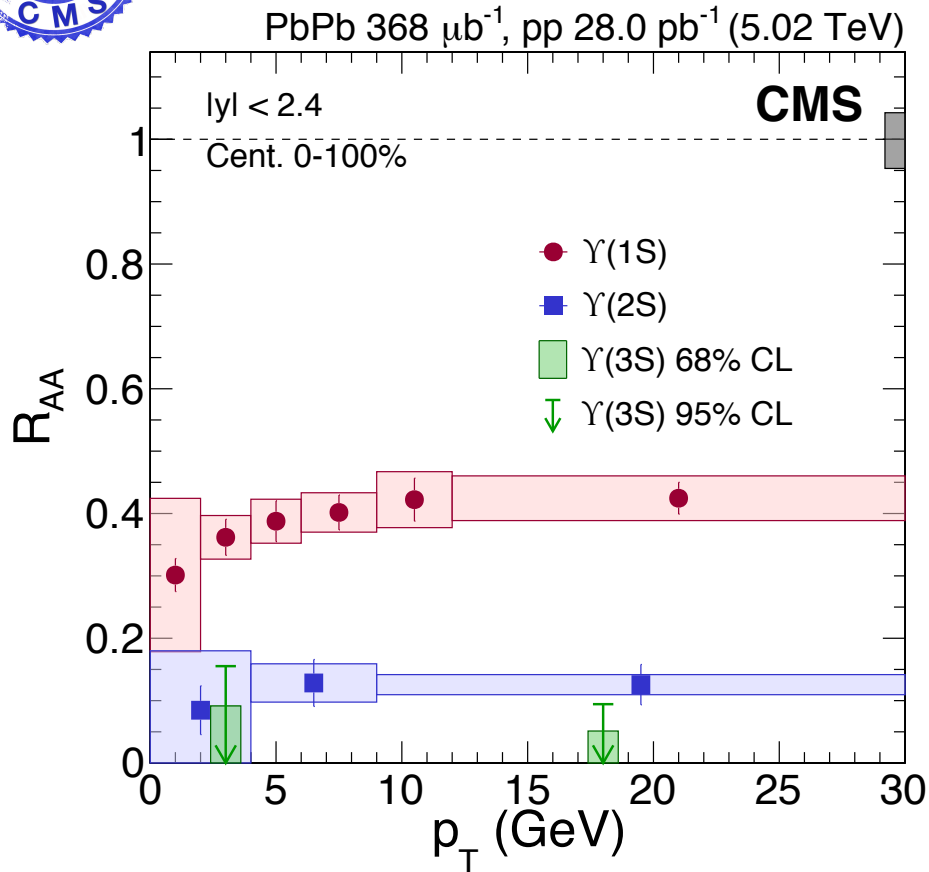 CMS
PbPb 368 μb⁻¹, pp 28.0 pb⁻¹ (5.02 TeV)
|y| < 2.4
CMS
Cent. 0-100%
ϒ(1S)
ϒ(2S)
ϒ(3S) 68% CL
ϒ(3S) 95% CL
R_AA
1
0.8
0.6
0.4
0.2
0
0 5 10 15 20 25 30
p_T (GeV)